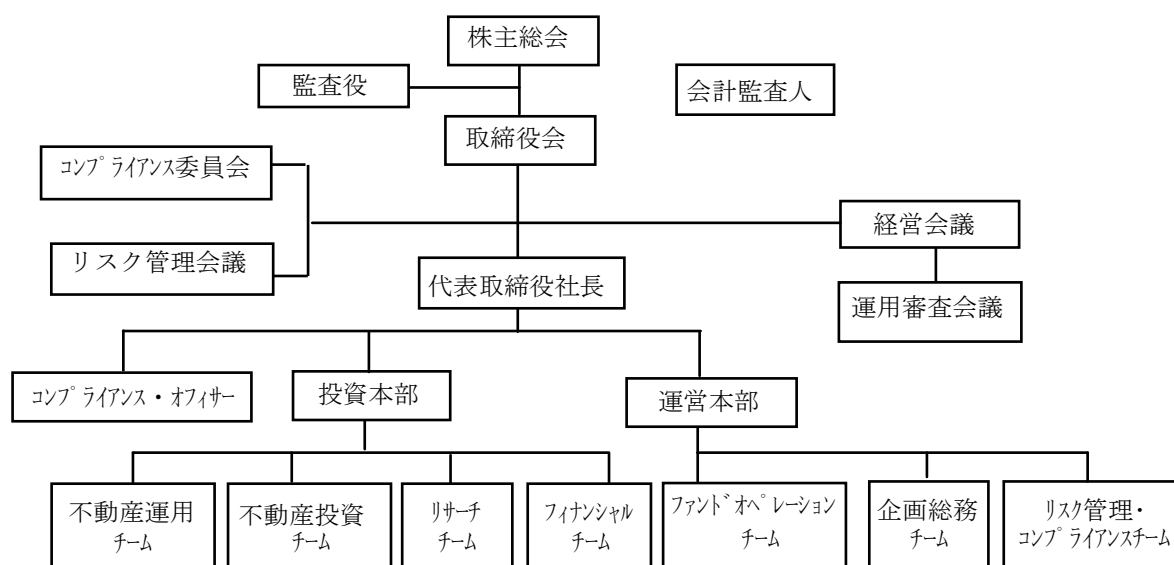 株主総会
監査役
会計監査人
取締役会
コンプライアンス委員会
経営会議
リスク管理会議
代表取締役社長
運用審査会議
コンプライアンス・オフィサー
投資本部
運営本部
不動産運用
チーム
不動産投資
チーム
リサーチ
チーム
フィナンシャル
チーム
ファンドオペレーション
チーム
企画総務
チーム
リスク管理・
コンプライアンスチーム